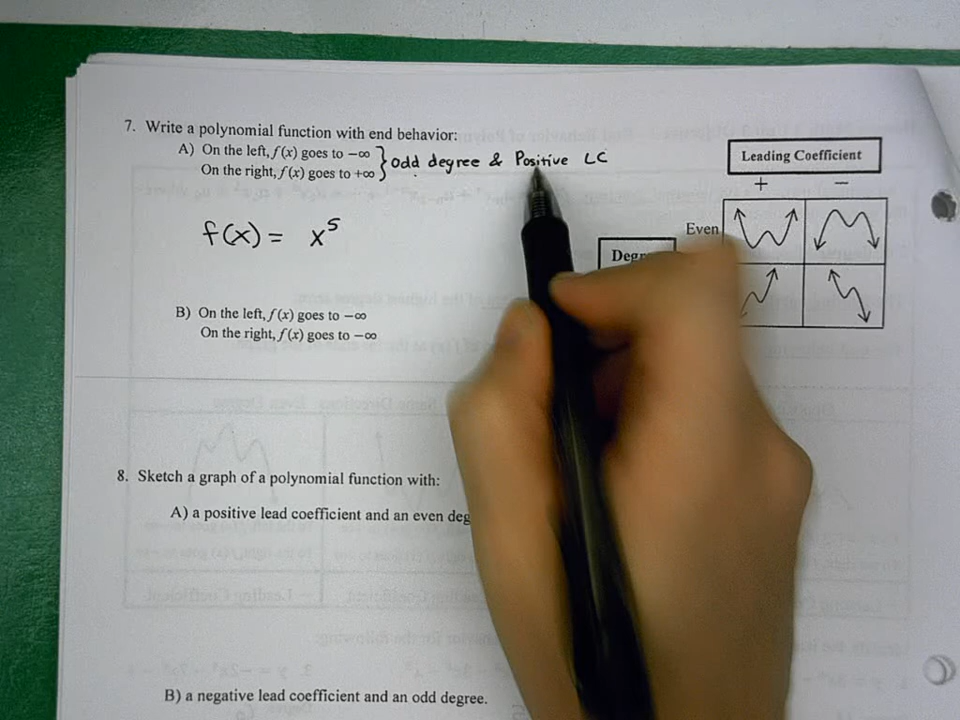 7. Write a polynomial function with end behavior:
A) On the left, f(x) goes to −∞
On the right, f(x) goes to +∞
} Odd degree & Positive LC
Leading Coefficient
+ −
f(x) = x⁵
Even
Degr
B) On the left, f(x) goes to −∞
On the right, f(x) goes to −∞
8. Sketch a graph of a polynomial function with:
A) a positive lead coefficient and an even deg
B) a negative lead coefficient and an odd degree.